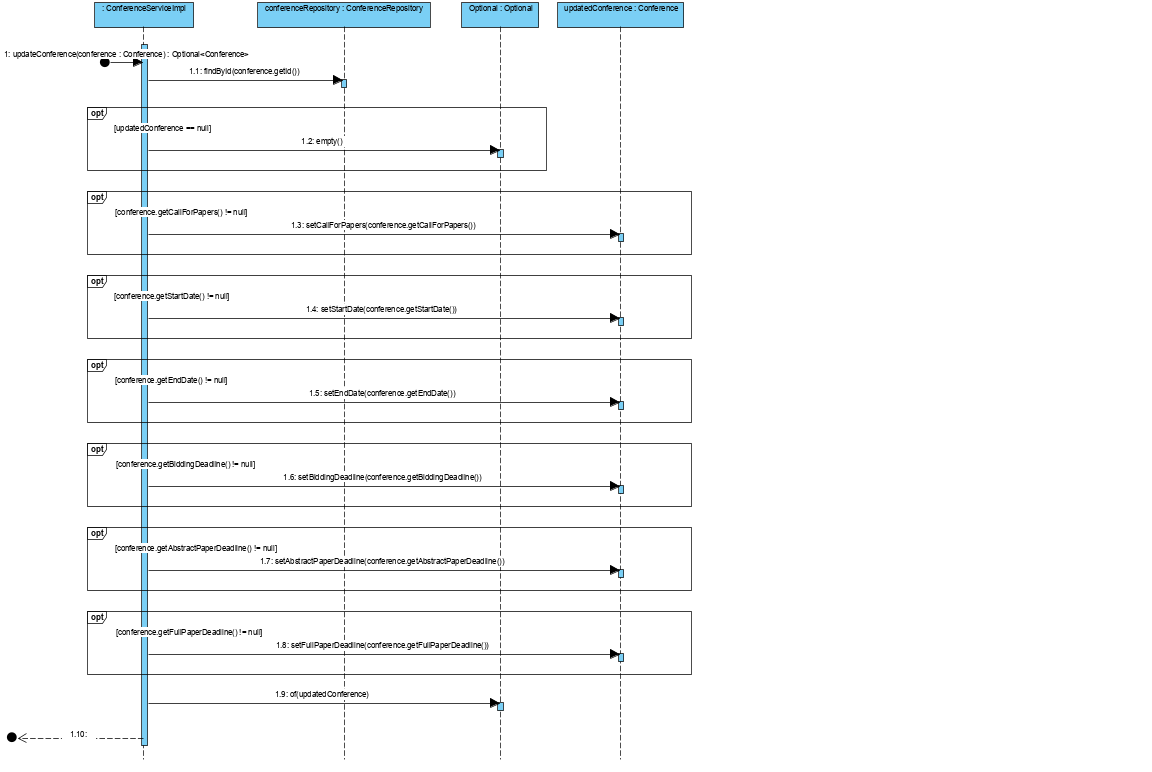 : ConferenceServiceImpl
conferenceRepository : ConferenceRepository
Optional : Optional
updatedConference : Conference
1: updateConference(conference : Conference) : Optional<Conference>
1.1: findById(conference.getId())
opt
[updatedConference == null]
1.2: empty()
opt
[conference.getCallForPapers() != null]
1.3: setCallForPapers(conference.getCallForPapers())
opt
[conference.getStartDate() != null]
1.4: setStartDate(conference.getStartDate())
opt
[conference.getEndDate() != null]
1.5: setEndDate(conference.getEndDate())
opt
[conference.getBiddingDeadline() != null]
1.6: setBiddingDeadline(conference.getBiddingDeadline())
opt
[conference.getAbstractPaperDeadline() != null]
1.7: setAbstractPaperDeadline(conference.getAbstractPaperDeadline())
opt
[conference.getFullPaperDeadline() != null]
1.8: setFullPaperDeadline(conference.getFullPaperDeadline())
1.9: of(updatedConference)
1.10: